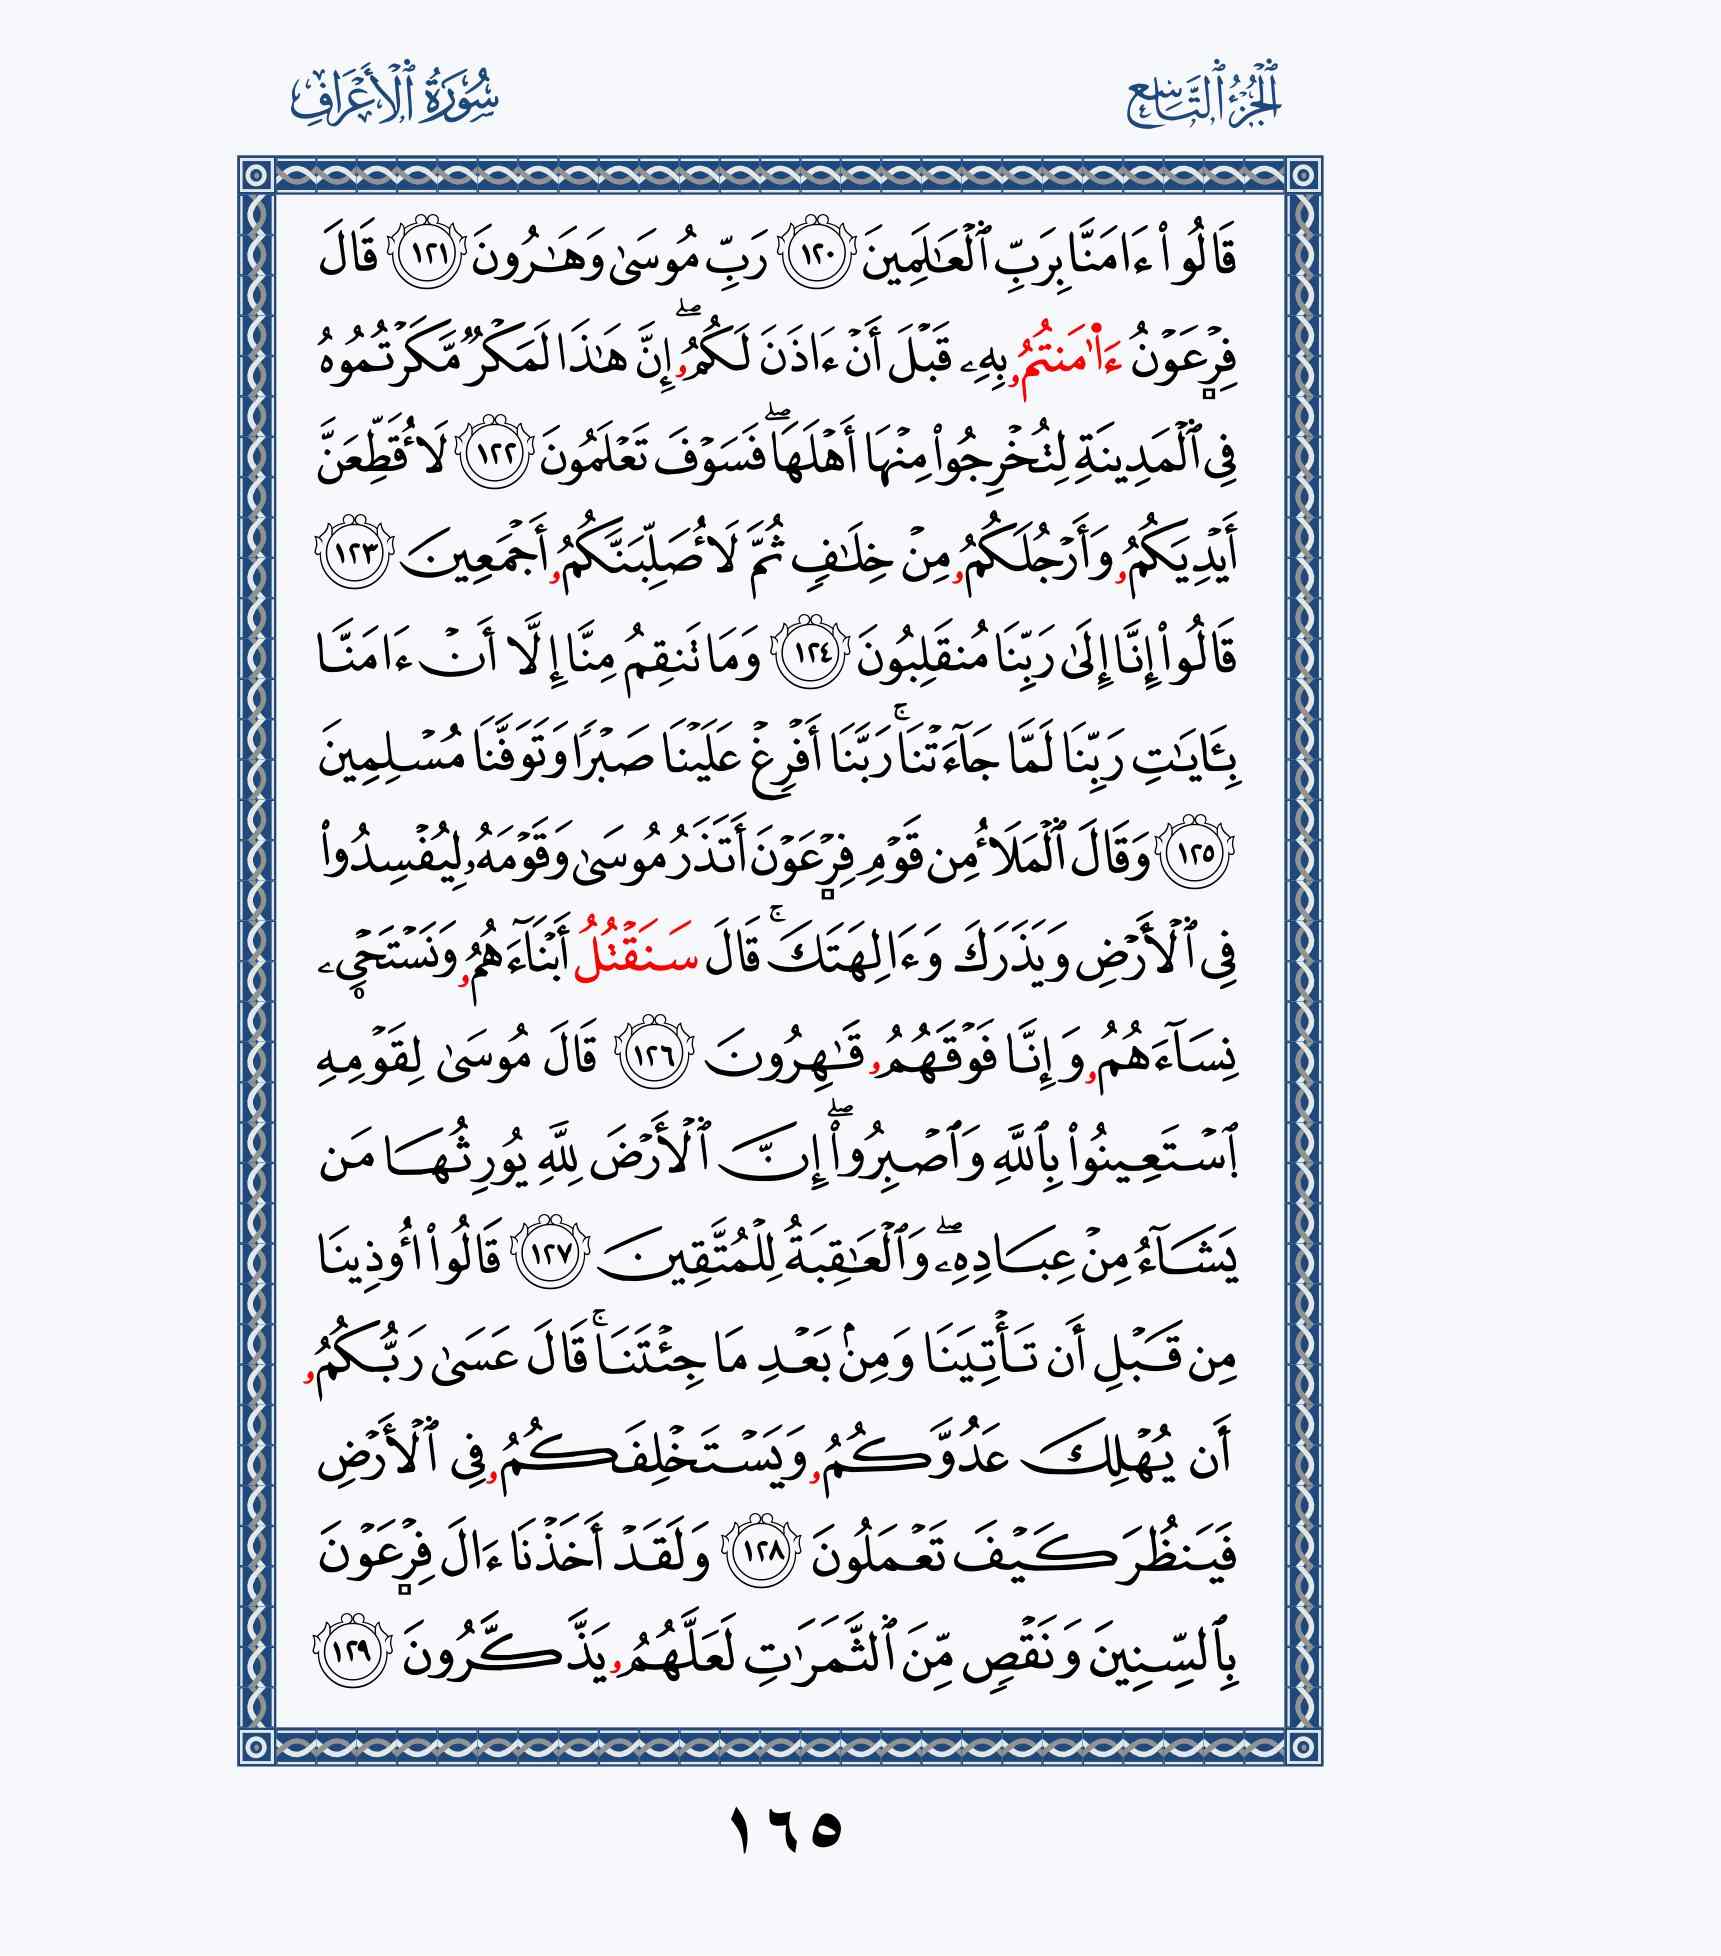 ٱلْجُزْءُ ٱلتَّاسِعُ
سُورَةُ ٱلْأَعْرَافِ
قَالُوٓا۟ ءَامَنَّا بِرَبِّ ٱلْعَٰلَمِينَ ١٢٠ رَبِّ مُوسَىٰ وَهَٰرُونَ ١٢١ قَالَ
فِرْعَوْنُ ءَا۬مَنتُمُۥ بِهِۦ قَبْلَ أَنْ ءَاذَنَ لَكُمُۥٓۖ إِنَّ هَٰذَا لَمَكْرٌ مَّكَرْتُمُوهُ
فِى ٱلْمَدِينَةِ لِتُخْرِجُوا۟ مِنْهَا أَهْلَهَاۖ فَسَوْفَ تَعْلَمُونَ ١٢٢ لَأُقَطِّعَنَّ
أَيْدِيَكُمُۥ وَأَرْجُلَكُمُۥ مِنْ خِلَٰفٍ ثُمَّ لَأُصَلِّبَنَّكُمُۥ أَجْمَعِينَ ١٢٣
قَالُوا۟ إِنَّا إِلَىٰ رَبِّنَا مُنقَلِبُونَ ١٢٤ وَمَا تَنقِمُ مِنَّا إِلَّا أَنْ ءَامَنَّا
بِـَٔايَٰتِ رَبِّنَا لَمَّا جَآءَتْنَاۚ رَبَّنَا أَفْرِغْ عَلَيْنَا صَبْرًا وَتَوَفَّنَا مُسْلِمِينَ
١٢٥ وَقَالَ ٱلْمَلَأُ مِن قَوْمِ فِرْعَوْنَ أَتَذَرُ مُوسَىٰ وَقَوْمَهُۥ لِيُفْسِدُوا۟
فِى ٱلْأَرْضِ وَيَذَرَكَ وَءَالِهَتَكَۚ قَالَ سَنَقْتُلُ أَبْنَآءَهُمُۥ وَنَسْتَحْىِۦ
نِسَآءَهُمُۥ وَإِنَّا فَوْقَهُمُۥ قَٰهِرُونَ ١٢٦ قَالَ مُوسَىٰ لِقَوْمِهِ
ٱسْتَعِينُوا۟ بِٱللَّهِ وَٱصْبِرُوا۟ۖ إِنَّ ٱلْأَرْضَ لِلَّهِ يُورِثُهَا مَن
يَشَآءُ مِنْ عِبَادِهِۦۖ وَٱلْعَٰقِبَةُ لِلْمُتَّقِينَ ١٢٧ قَالُوا۟ أُوذِينَا
مِن قَبْلِ أَن تَأْتِيَنَا وَمِنۢ بَعْدِ مَا جِئْتَنَاۚ قَالَ عَسَىٰ رَبُّكُمُۥ
أَن يُهْلِكَ عَدُوَّكُمُۥ وَيَسْتَخْلِفَكُمُۥ فِى ٱلْأَرْضِ
فَيَنظُرَ كَيْفَ تَعْمَلُونَ ١٢٨ وَلَقَدْ أَخَذْنَا ءَالَ فِرْعَوْنَ
بِٱلسِّنِينَ وَنَقْصٍ مِّنَ ٱلثَّمَرَٰتِ لَعَلَّهُمُۥ يَذَّكَّرُونَ ١٢٩
١٦٥